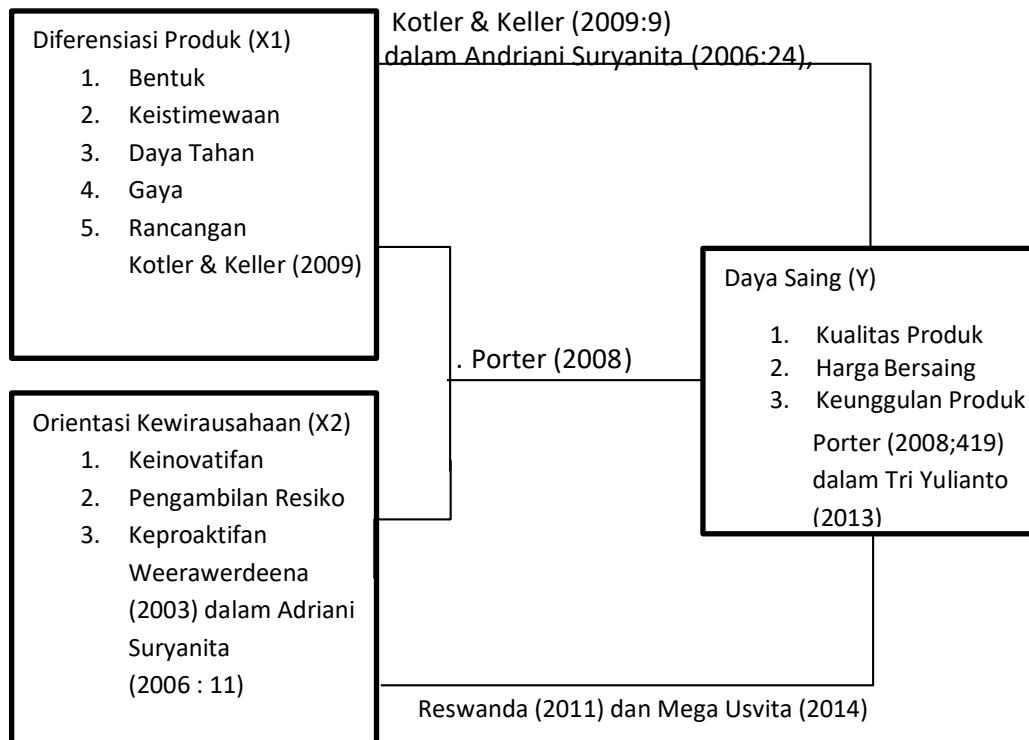 Diferensiasi Produk (X1)
1. Bentuk
2. Keistimewaan
3. Daya Tahan
4. Gaya
5. Rancangan
Kotler & Keller (2009)
Kotler & Keller (2009:9)
dalam Andriani Suryanita (2006:24),
. Porter (2008)
Orientasi Kewirausahaan (X2)
1. Keinovatifan
2. Pengambilan Resiko
3. Keproaktifan
Weerawerdeena
(2003) dalam Adriani
Suryanita
(2006 : 11)
Daya Saing (Y)
1. Kualitas Produk
2. Harga Bersaing
3. Keunggulan Produk
Porter (2008;419)
dalam Tri Yulianto
(2013)
Reswanda (2011) dan Mega Usvita (2014)